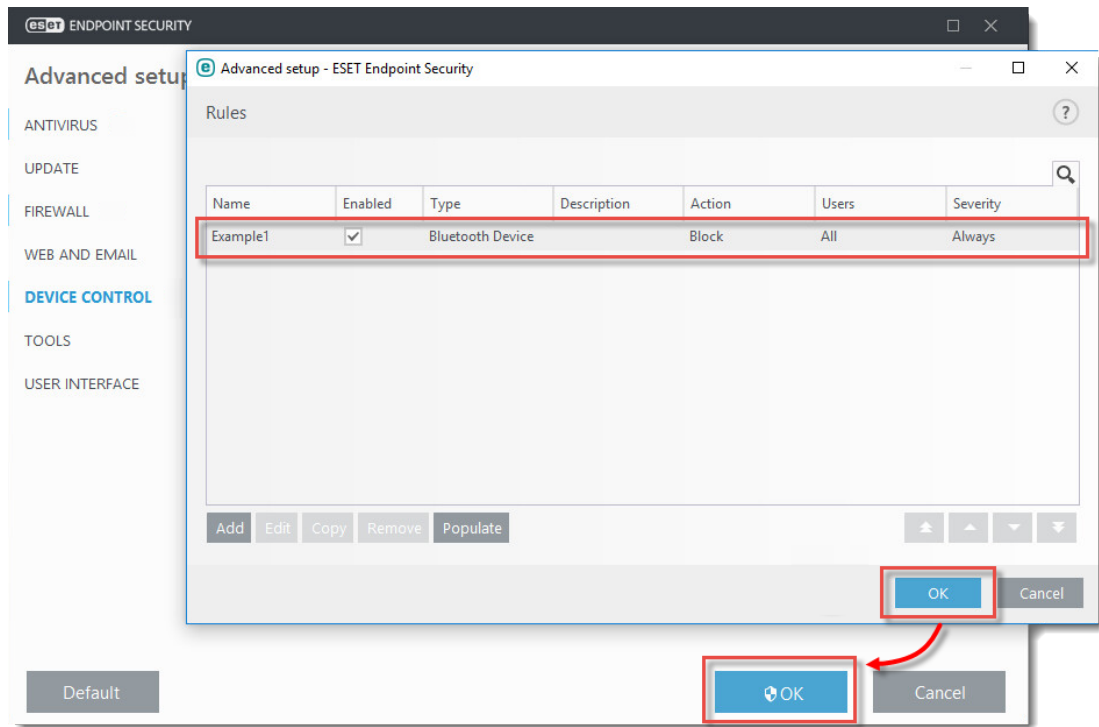 eset ENDPOINT SECURITY
Advanced setup
ANTIVIRUS
UPDATE
FIREWALL
WEB AND EMAIL
DEVICE CONTROL
TOOLS
USER INTERFACE
e Advanced setup - ESET Endpoint Security
Rules
?
Name Enabled Type Description Action Users Severity
Example1 Bluetooth Device Block All Always
Add Edit Copy Remove Populate
OK Cancel
Default OK Cancel